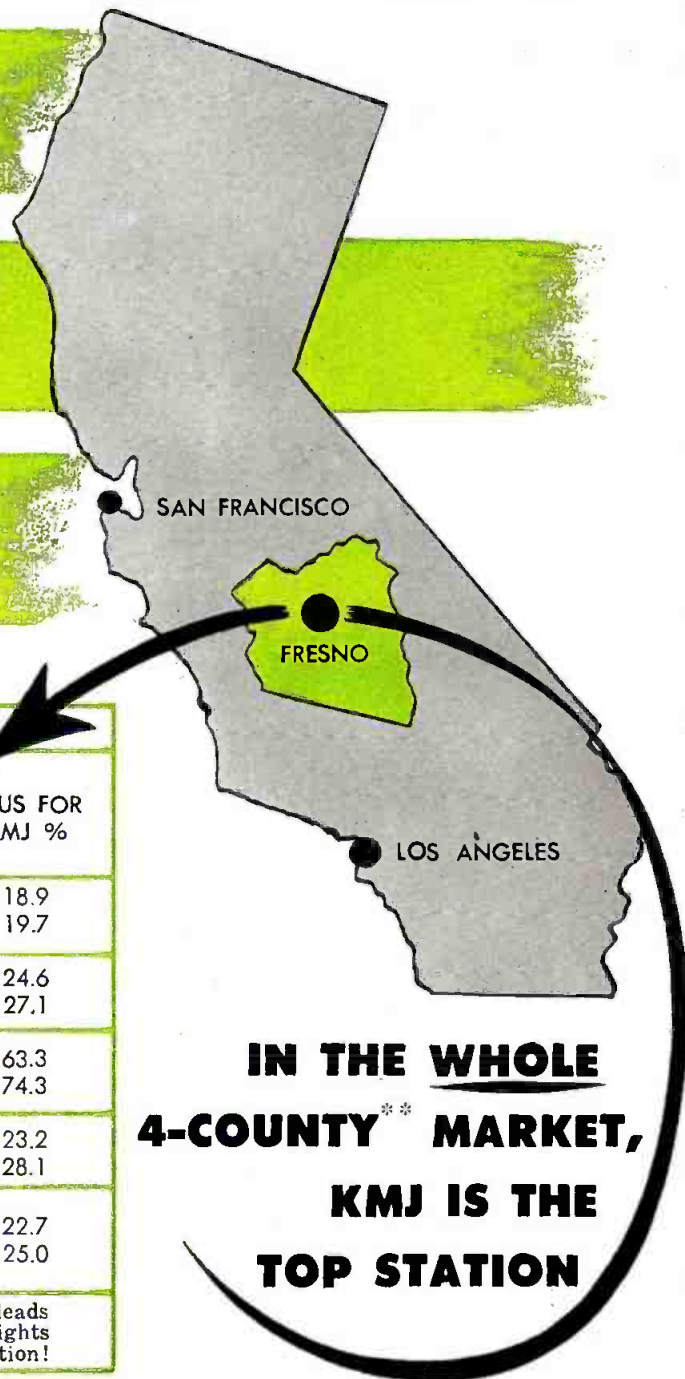 SAN FRANCISCO
FRESNO
LOS ANGELES
US FOR
MJ %
18.9
19.7
24.6
27.1
63.3
74.3
23.2
28.1
22.7
25.0
leads
ights
tion!
IN THE WHOLE
4-COUNTY** MARKET,
KMJ IS THE
TOP STATION